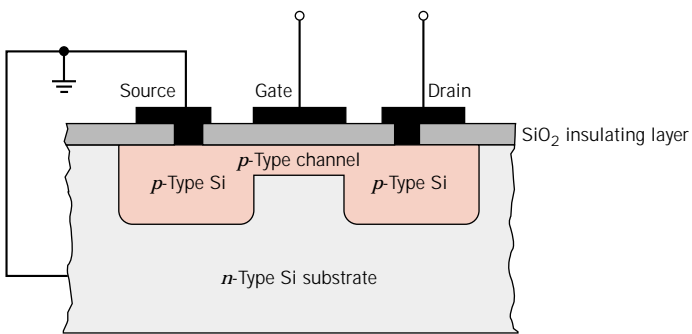 Source
Gate
Drain
SiO₂ insulating layer
p-Type channel
p-Type Si
p-Type Si
n-Type Si substrate